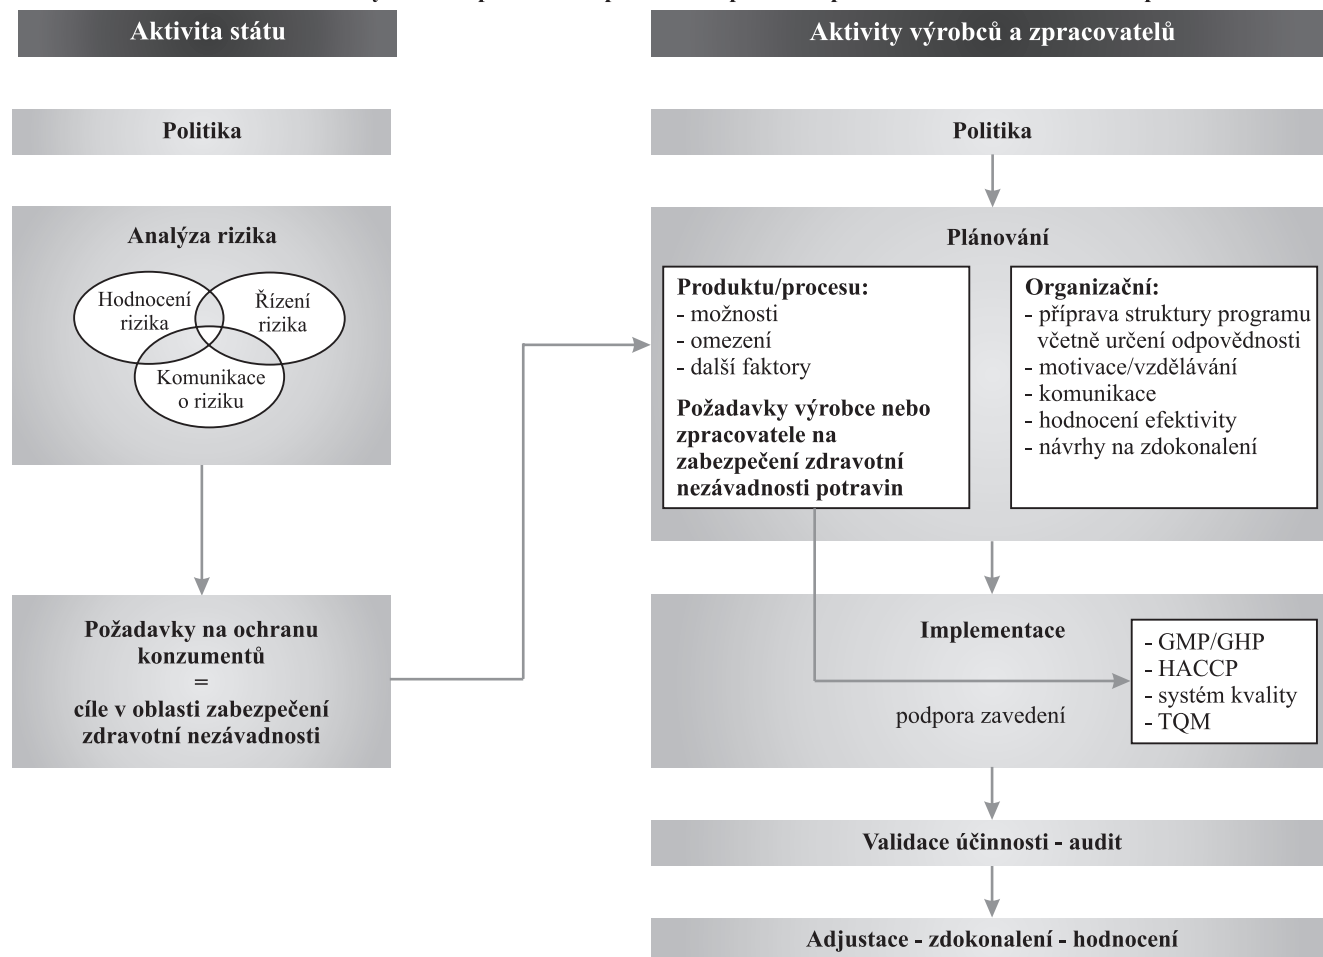 Aktivita státu
Politika
Analýza rizika
Hodnocení
rizika
Řízení
rizika
Komunikace
o riziku
Požadavky na ochranu
konzumentů
=
cíle v oblasti zabezpečení
zdravotní nezávadnosti
Aktivity výrobců a zpracovatelů
Politika
Plánování
Produktu/procesu:
- možnosti
- omezení
- další faktory
Požadavky výrobce nebo
zpracovatele na
zabezpečení zdravotní
nezávadnosti potravin
Organizační:
- příprava struktury programu
včetně určení odpovědnosti
- motivace/vzdělávání
- komunikace
- hodnocení efektivity
- návrhy na zdokonalení
Implementace
podpora zavedení
- GMP/GHP
- HACCP
- systém kvality
- TQM
Validace účinnosti - audit
Adjustace - zdokonalení - hodnocení